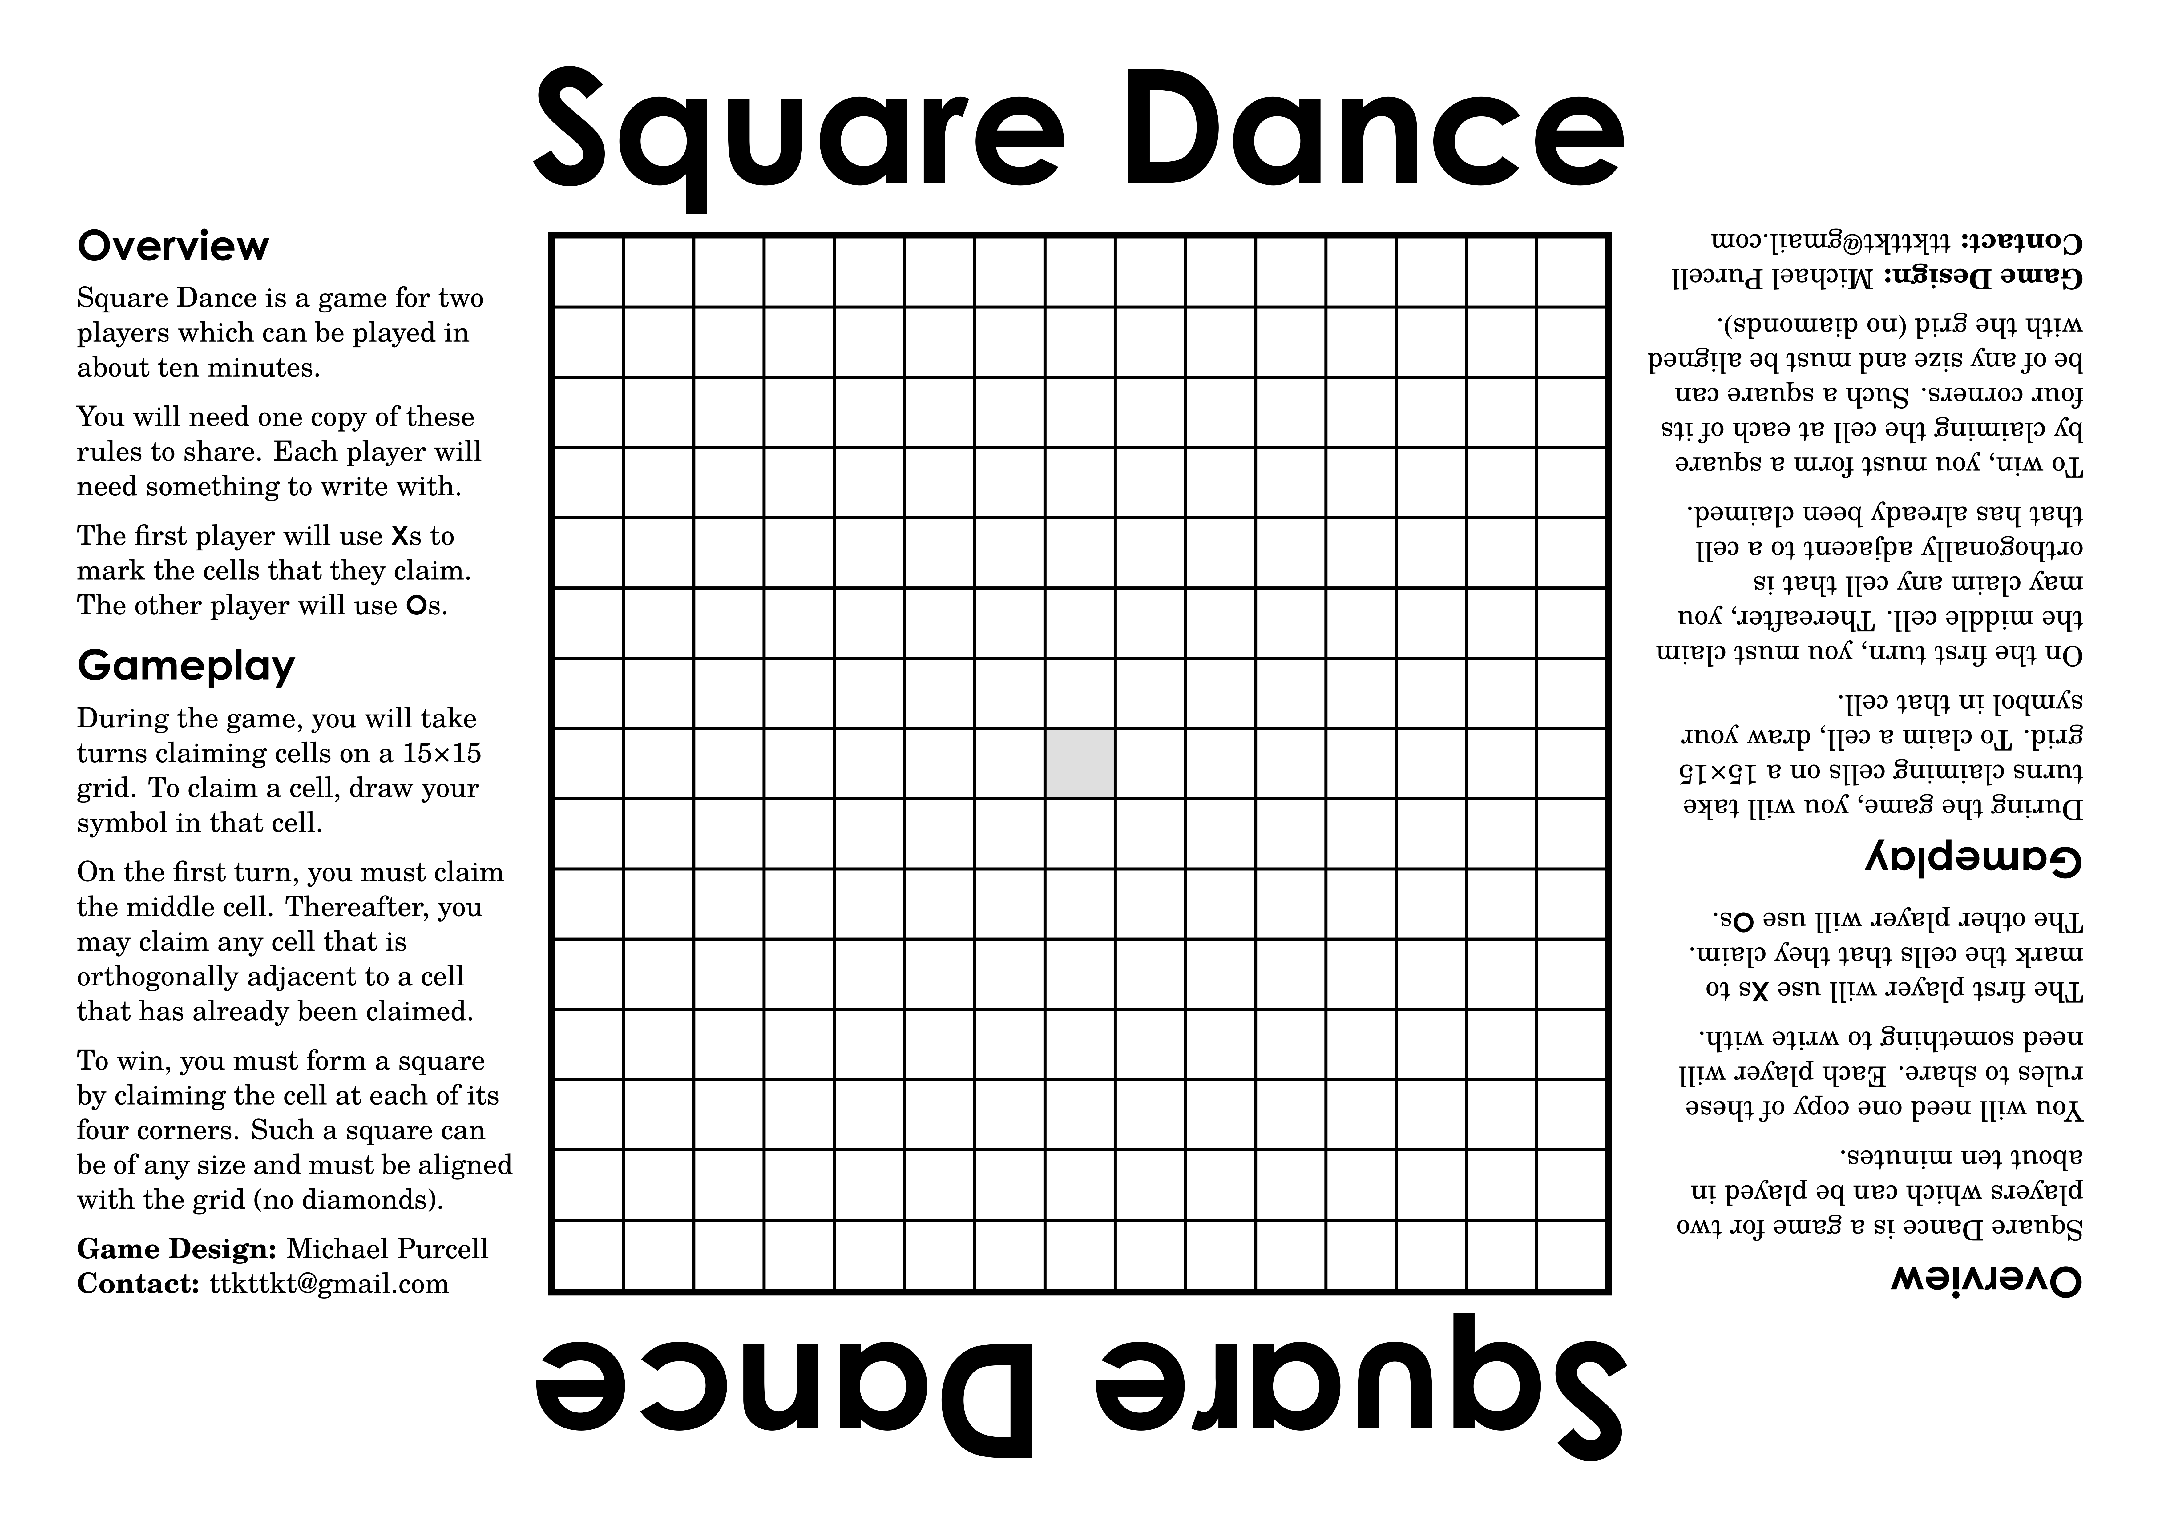 Square Dance
Overview
Square Dance is a game for two
players which can be played in
about ten minutes.
You will need one copy of these
rules to share. Each player will
need something to write with.
The first player will use Xs to
mark the cells that they claim.
The other player will use Os.
Gameplay
During the game, you will take
turns claiming cells on a 15×15
grid. To claim a cell, draw your
symbol in that cell.
On the first turn, you must claim
the middle cell. Thereafter, you
may claim any cell that is
orthogonally adjacent to a cell
that has already been claimed.
To win, you must form a square
by claiming the cell at each of its
four corners. Such a square can
be of any size and must be aligned
with the grid (no diamonds).
Game Design: Michael Purcell
Contact: ttkttkt@gmail.com
Square Dance
Overview
Square Dance is a game for two
players which can be played in
about ten minutes.
You will need one copy of these
rules to share. Each player will
need something to write with.
The first player will use Xs to
mark the cells that they claim.
The other player will use Os.
Gameplay
During the game, you will take
turns claiming cells on a 15×15
grid. To claim a cell, draw your
symbol in that cell.
On the first turn, you must claim
the middle cell. Thereafter, you
may claim any cell that is
orthogonally adjacent to a cell
that has already been claimed.
To win, you must form a square
by claiming the cell at each of its
four corners. Such a square can
be of any size and must be aligned
with the grid (no diamonds).
Game Design: Michael Purcell
Contact: ttkttkt@gmail.com